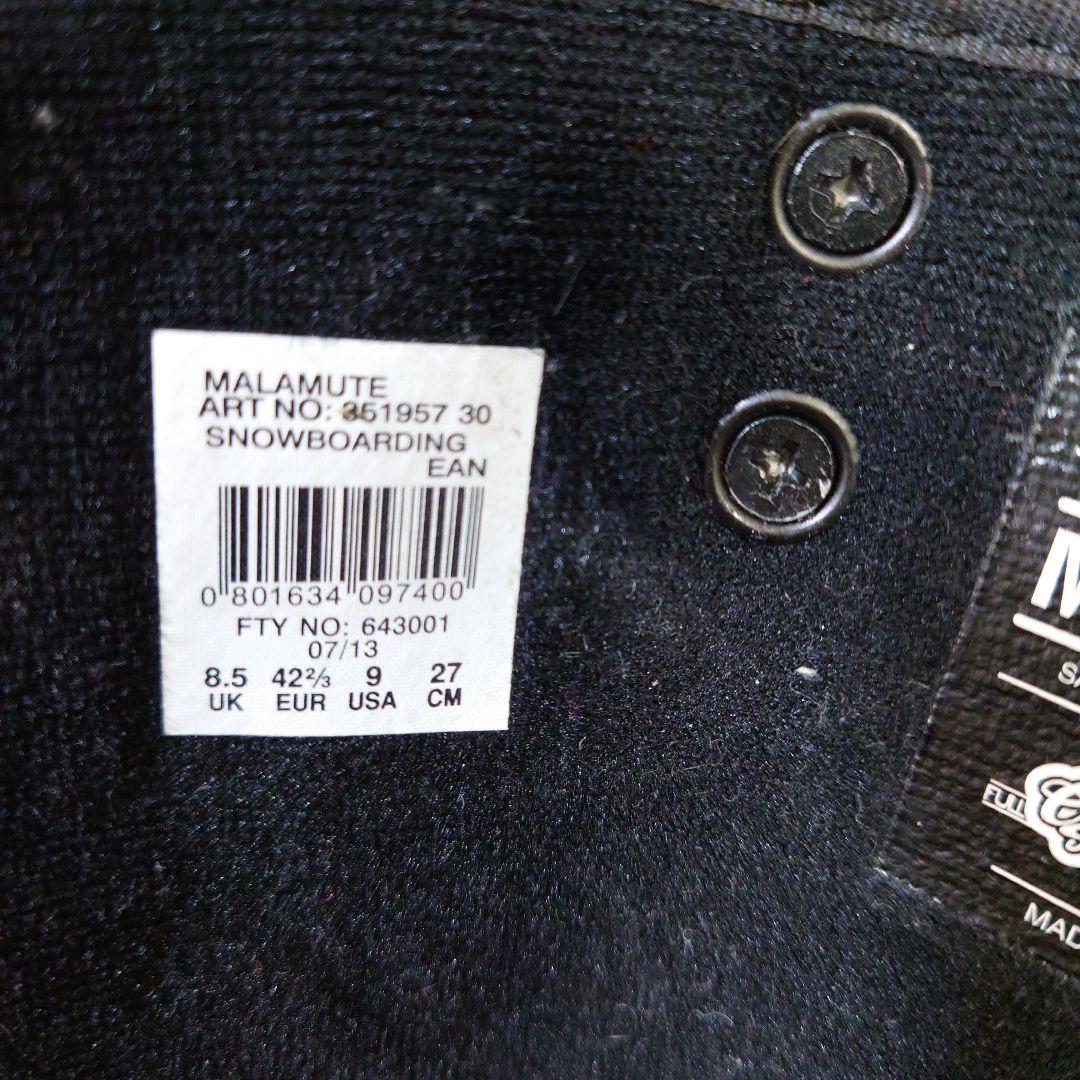 MALAMUTE
ART NO: 351957 30
SNOWBOARDING
EAN
0 801634 097400
FTY NO: 643001
07/13
8.5 42⅔ 9 27
UK EUR USA CM
FULL